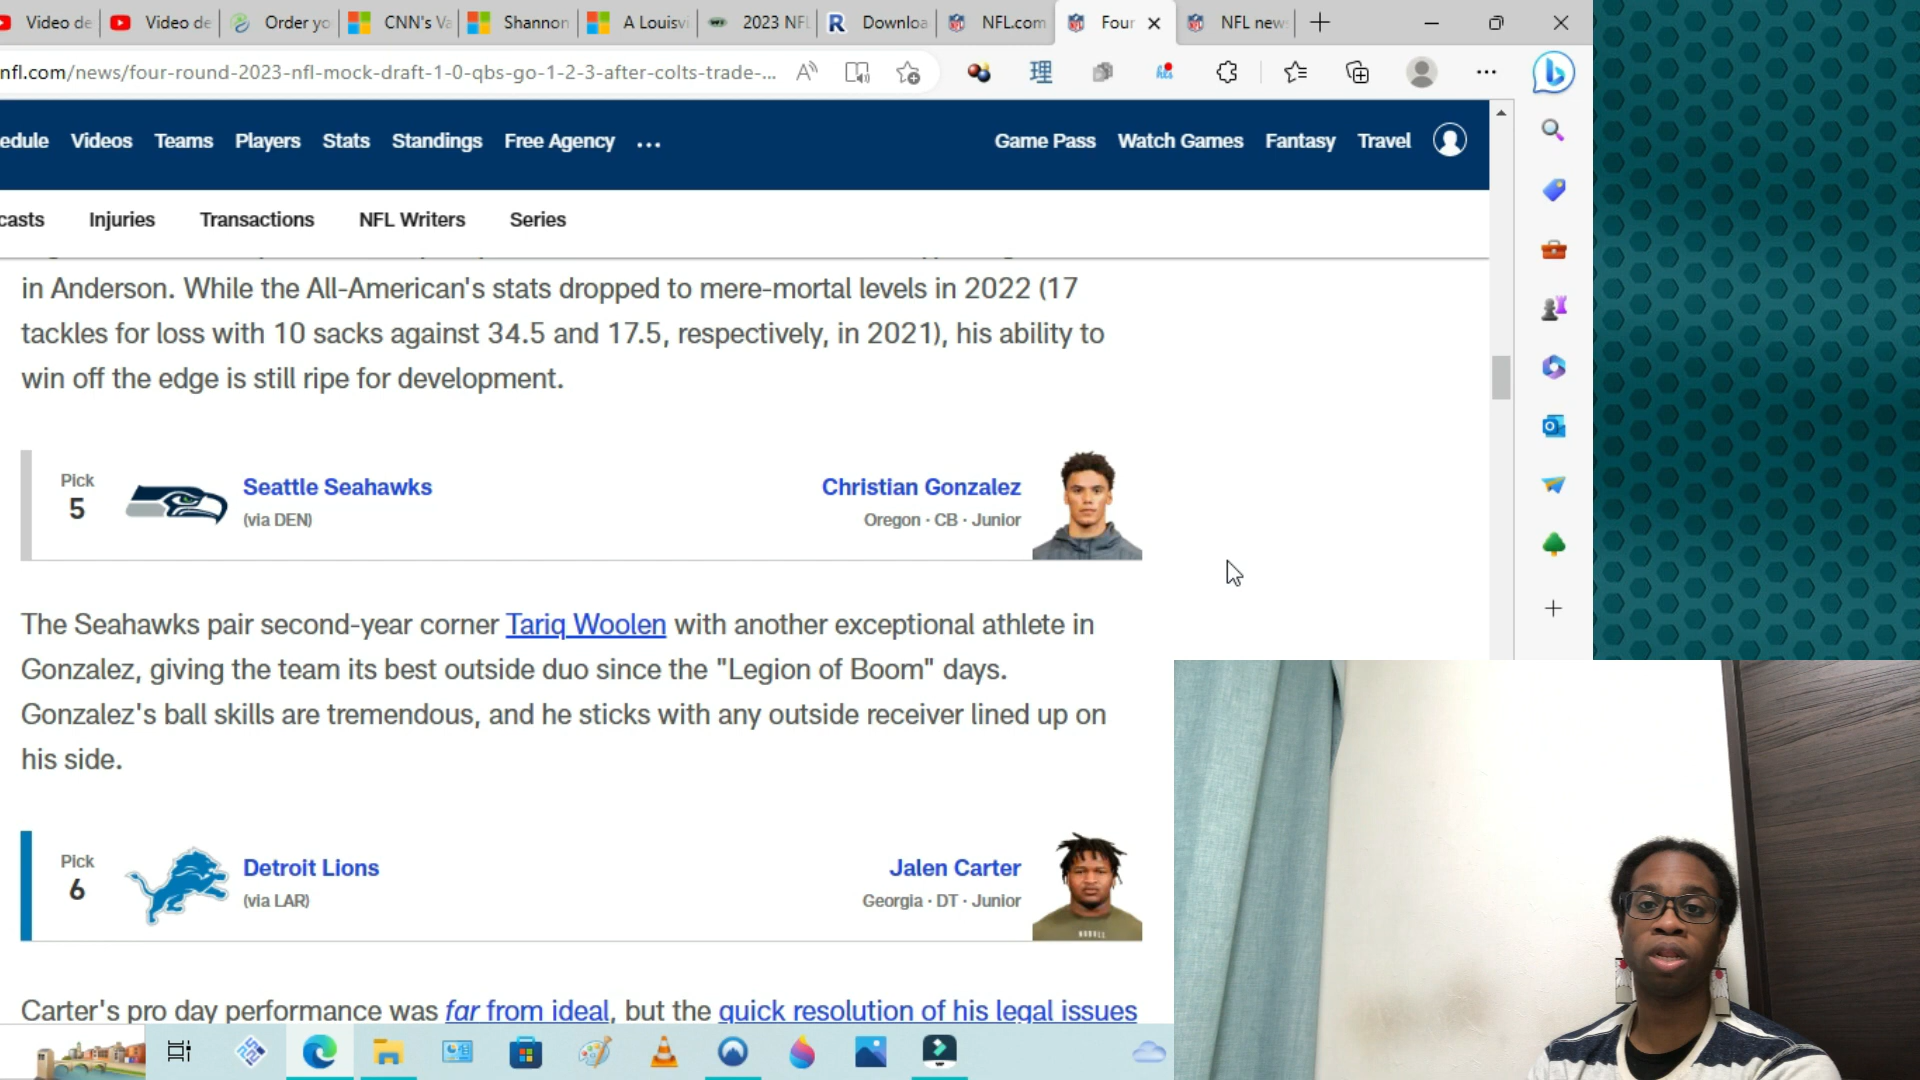 Video de
Video de
Order yo
CNN's Va
Shannon
A Louisvi
2023 NFL
Downloa
NFL.com
Four
NFL new
nfl.com/news/four-round-2023-nfl-mock-draft-1-0-qbs-go-1-2-3-after-colts-trade-...
edule Videos Teams Players Stats Standings Free Agency ... Game Pass Watch Games Fantasy Travel
casts Injuries Transactions NFL Writers Series
in Anderson. While the All-American's stats dropped to mere-mortal levels in 2022 (17
tackles for loss with 10 sacks against 34.5 and 17.5, respectively, in 2021), his ability to
win off the edge is still ripe for development.
Pick
5
Seattle Seahawks
(via DEN)
Christian Gonzalez
Oregon · CB · Junior
The Seahawks pair second-year corner Tariq Woolen with another exceptional athlete in
Gonzalez, giving the team its best outside duo since the "Legion of Boom" days.
Gonzalez's ball skills are tremendous, and he sticks with any outside receiver lined up on
his side.
Pick
6
Detroit Lions
(via LAR)
Jalen Carter
Georgia · DT · Junior
Carter's pro day performance was far from ideal, but the quick resolution of his legal issues